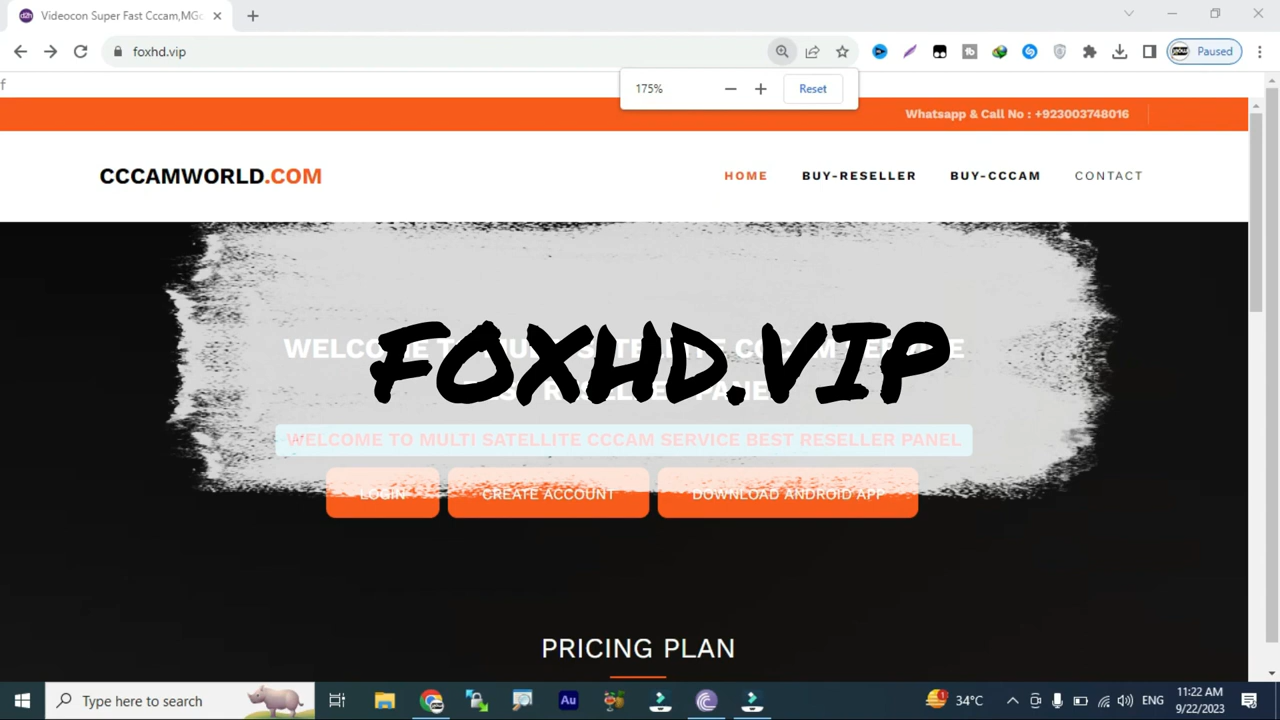 Videocon Super Fast Cccam,MGc
foxhd.vip
Paused
f
175%
Reset
Whatsapp & Call No : +923003748016
CCCAMWORLD.COM
HOME BUY-RESELLER BUY-CCCAM CONTACT
FOXHD.VIP
WELCOME TO MULTI SATELLITE CCCAM SERVICE
BEST RESELLER PANEL
WELCOME TO MULTI SATELLITE CCCAM SERVICE BEST RESELLER PANEL
LOGIN CREATE ACCOUNT DOWNLOAD ANDROID APP
PRICING PLAN
Type here to search
Au
1
34°C
ENG
11:22 AM
9/22/2023